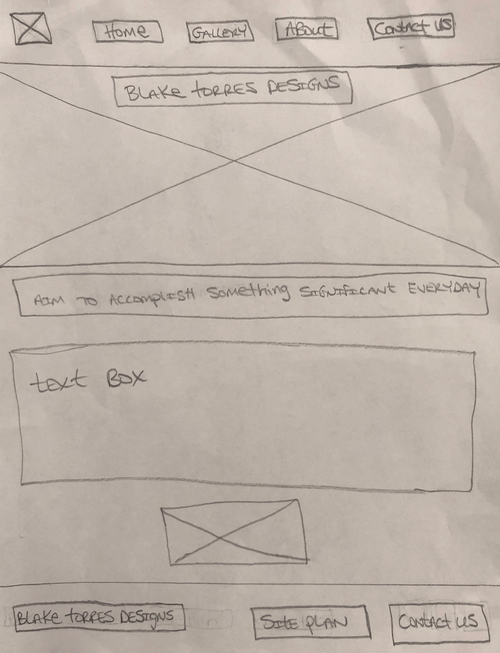 Home
GALLERY
About
Contact US
BLAKE TORRES DESIGNS
AIM TO ACCOMPLISH SOMETHING SIGNIFICANT EVERYDAY
text BOX
BLAKE TORRES DESIGNS
SITE PLAN
Contact US